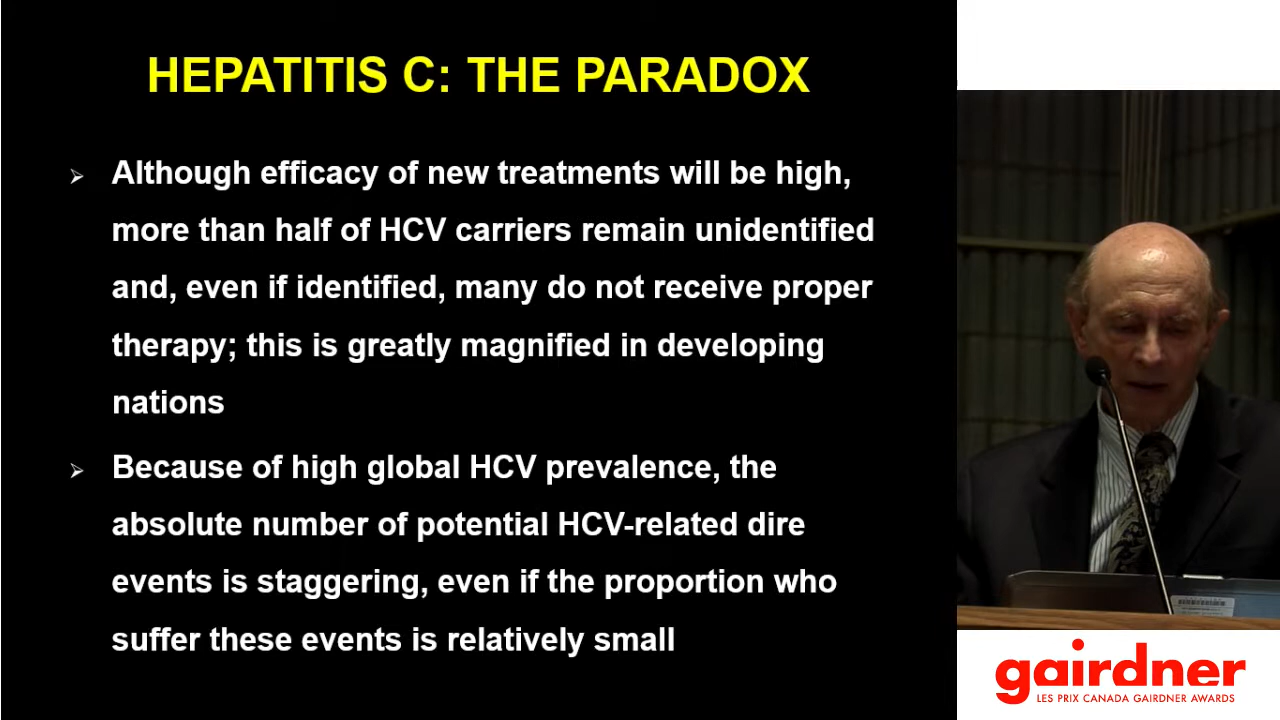 HEPATITIS C: THE PARADOX
Although efficacy of new treatments will be high,
more than half of HCV carriers remain unidentified
and, even if identified, many do not receive proper
therapy; this is greatly magnified in developing
nations
Because of high global HCV prevalence, the
absolute number of potential HCV-related dire
events is staggering, even if the proportion who
suffer these events is relatively small
gairdner
LES PRIX CANADA GAIRDNER AWARDS